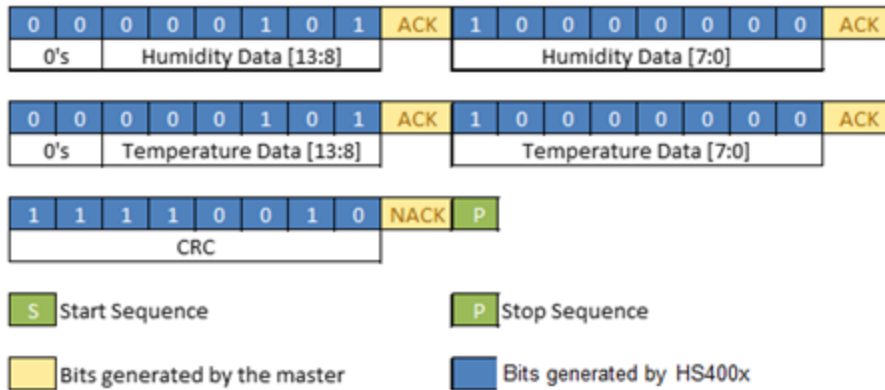 0 0 0 0 0 1 0 1 ACK 1 0 0 0 0 0 0 0 ACK
0's Humidity Data [13:8] Humidity Data [7:0]
0 0 0 0 0 1 0 1 ACK 1 0 0 0 0 0 0 0 ACK
0's Temperature Data [13:8] Temperature Data [7:0]
1 1 1 1 0 0 1 0 NACK P
CRC
S Start Sequence P Stop Sequence
Bits generated by the master Bits generated by HS400x